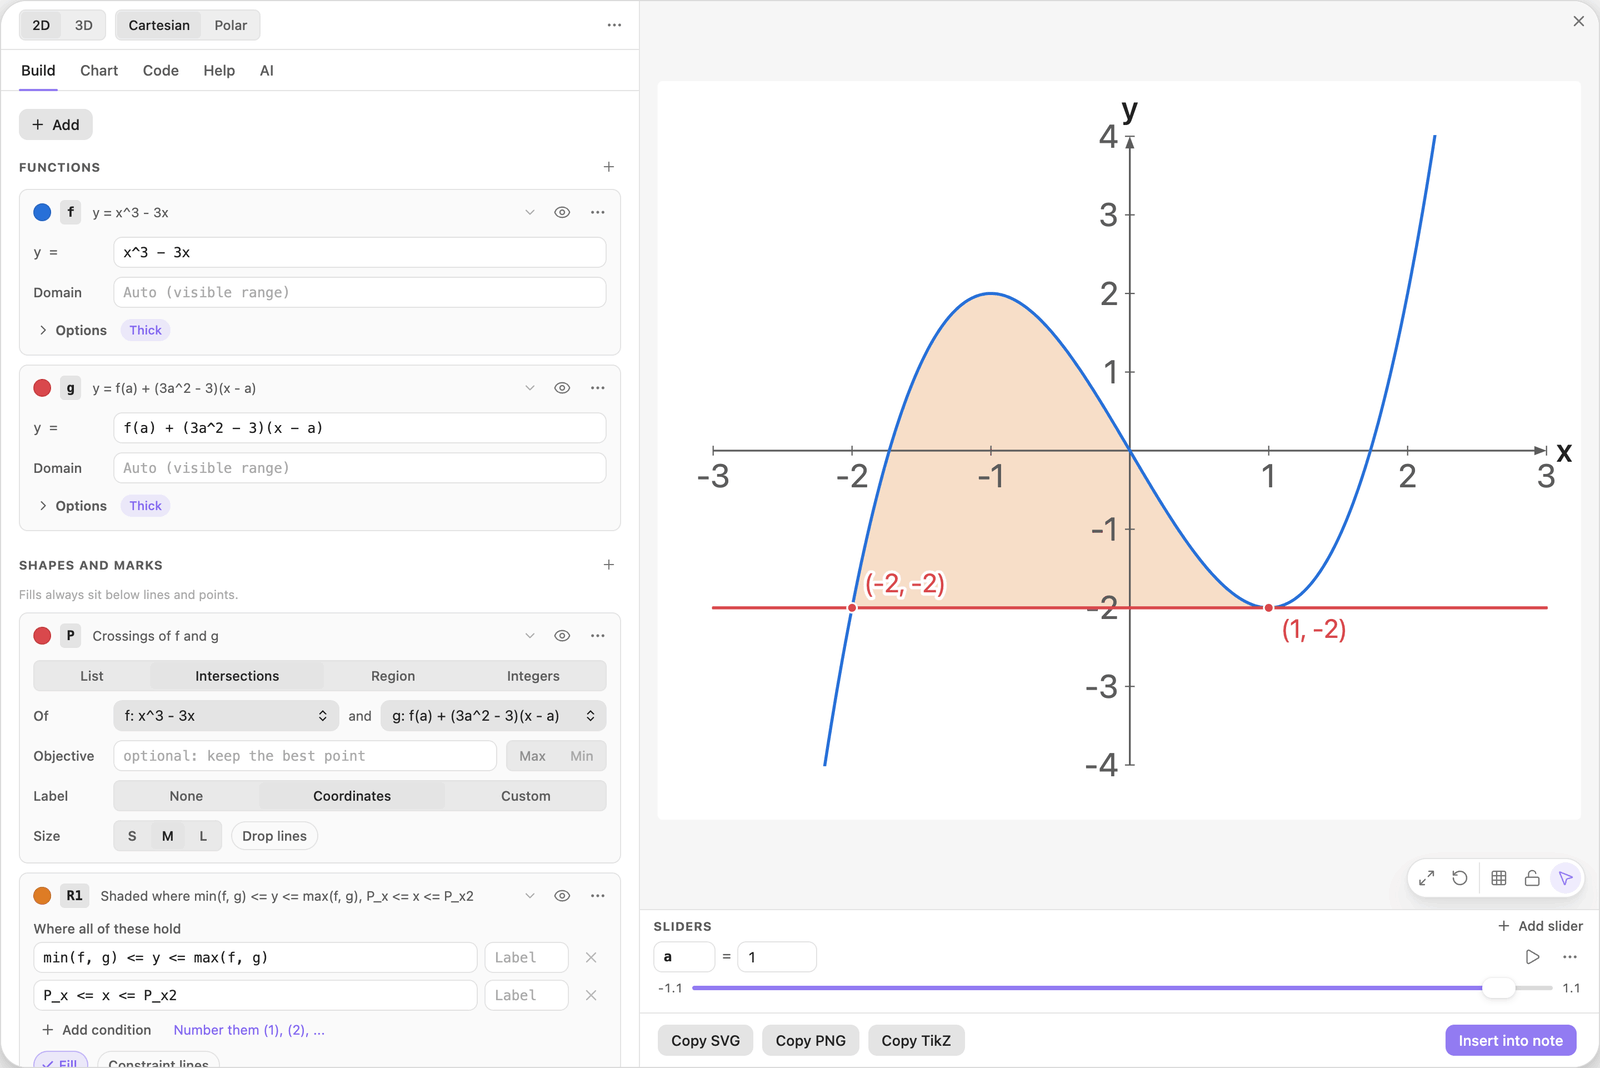 2D 3D Cartesian Polar
Build Chart Code Help AI
+ Add
FUNCTIONS
f y = x^3 - 3x
y = x^3 − 3x
Domain Auto (visible range)
Options Thick
g y = f(a) + (3a^2 - 3)(x - a)
y = f(a) + (3a^2 − 3)(x − a)
Domain Auto (visible range)
Options Thick
SHAPES AND MARKS
Fills always sit below lines and points.
P Crossings of f and g
List Intersections Region Integers
Of f: x^3 - 3x and g: f(a) + (3a^2 - 3)(x - a)
Objective optional: keep the best point Max Min
Label None Coordinates Custom
Size S M L Drop lines
R1 Shaded where min(f, g) <= y <= max(f, g), P_x <= x <= P_x2
Where all of these hold
min(f, g) <= y <= max(f, g) Label
P_x <= x <= P_x2 Label
+ Add condition Number them (1), (2), ...
Fill Constraint lines
y
4
3
2
1
x
-3 -2 -1 1 2 3
-1
(-2, -2)
-2
(1, -2)
-3
-4
SLIDERS + Add slider
a = 1
-1.1 1.1
Copy SVG Copy PNG Copy TikZ Insert into note